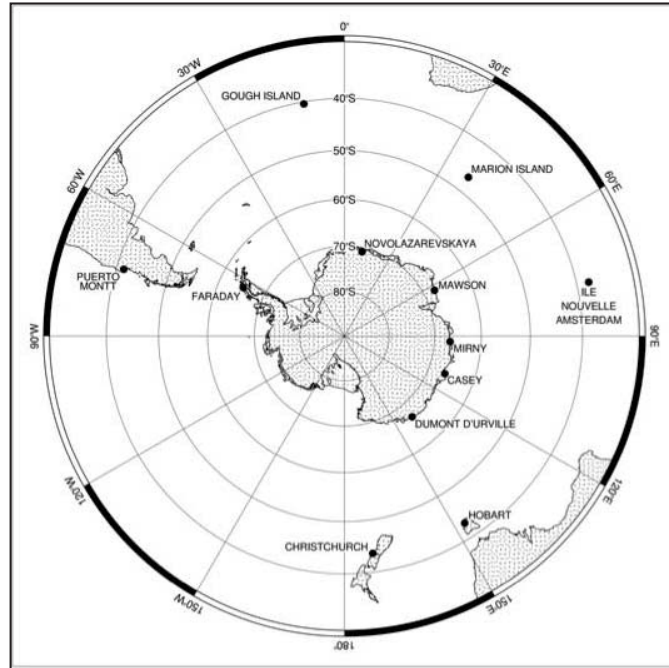 0°
30°W
30°E
GOUGH ISLAND
40°S
50°S
MARION ISLAND
60°W
60°E
60°S
70°S
NOVOLAZAREVSKAYA
PUERTO
MONTT
FARADAY
80°S
MAWSON
ILE
NOUVELLE
AMSTERDAM
90°W
90°E
MIRNY
CASEY
DUMONT D'URVILLE
120°W
120°E
HOBART
CHRISTCHURCH
150°W
150°E
180°